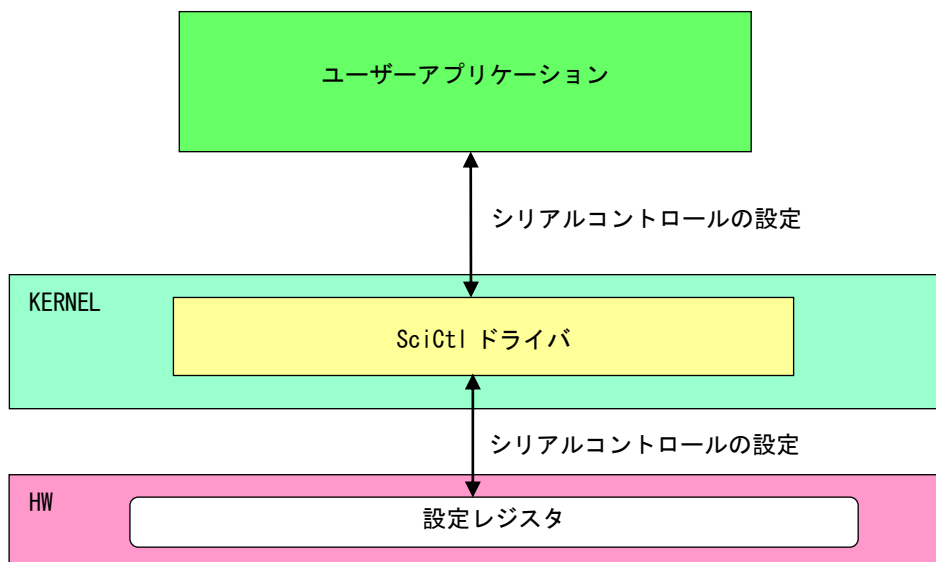 ユーザーアプリケーション
シリアルコントロールの設定
KERNEL
SciCtl ドライバ
シリアルコントロールの設定
HW
設定レジスタ